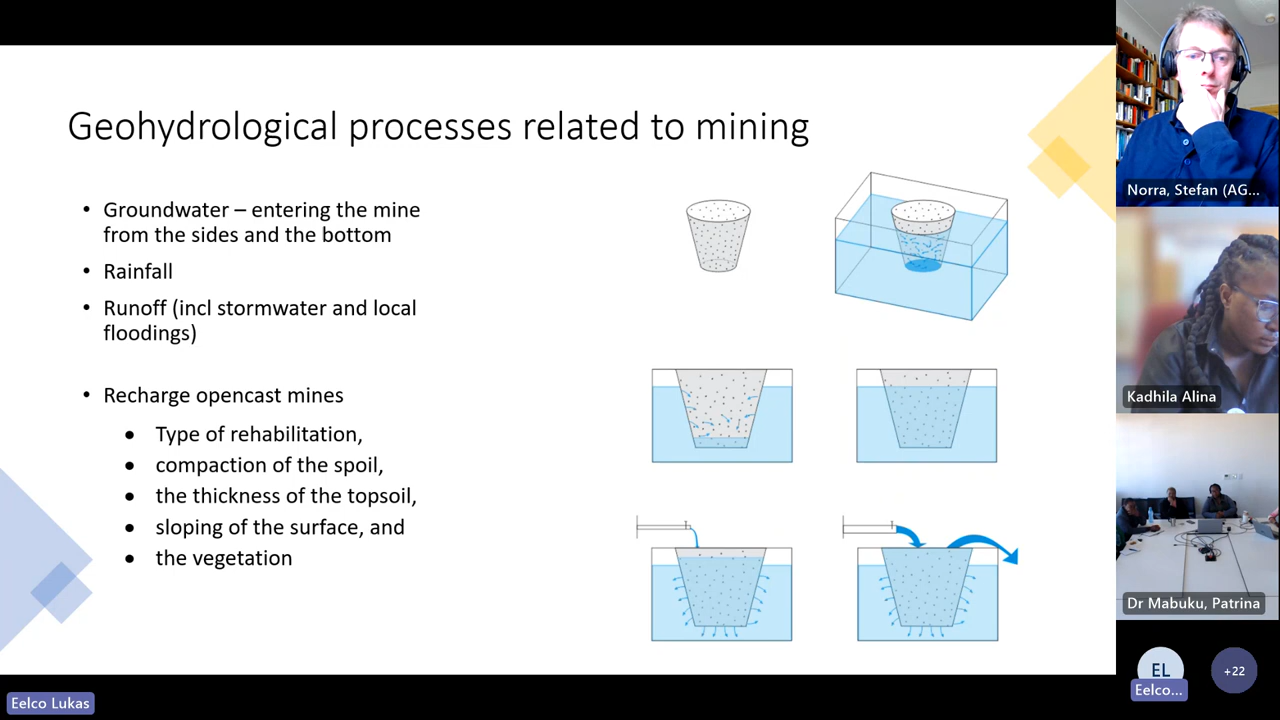 Geohydrological processes related to mining
• Groundwater – entering the mine
from the sides and the bottom
• Rainfall
• Runoff (incl stormwater and local
floodings)
• Recharge opencast mines
● Type of rehabilitation,
● compaction of the spoil,
● the thickness of the topsoil,
● sloping of the surface, and
● the vegetation
Norra, Stefan (AG...
Kadhila Alina
Dr Mabuku, Patrina
EL
Eelco...
+22
Eelco Lukas